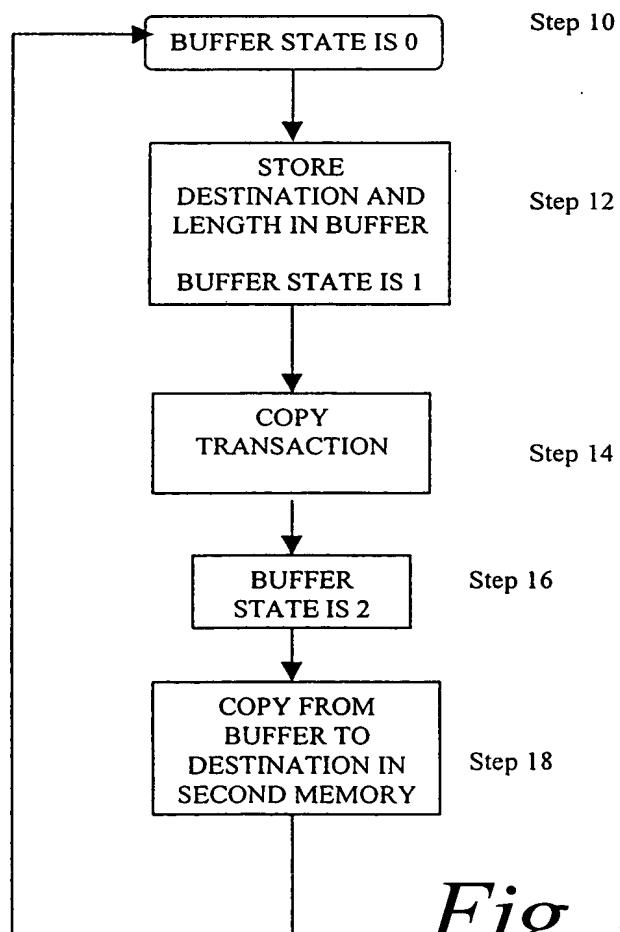 BUFFER STATE IS 0
Step 10
STORE
DESTINATION AND
LENGTH IN BUFFER
BUFFER STATE IS 1
Step 12
COPY
TRANSACTION
Step 14
BUFFER
STATE IS 2
Step 16
COPY FROM
BUFFER TO
DESTINATION IN
SECOND MEMORY
Step 18
Fig